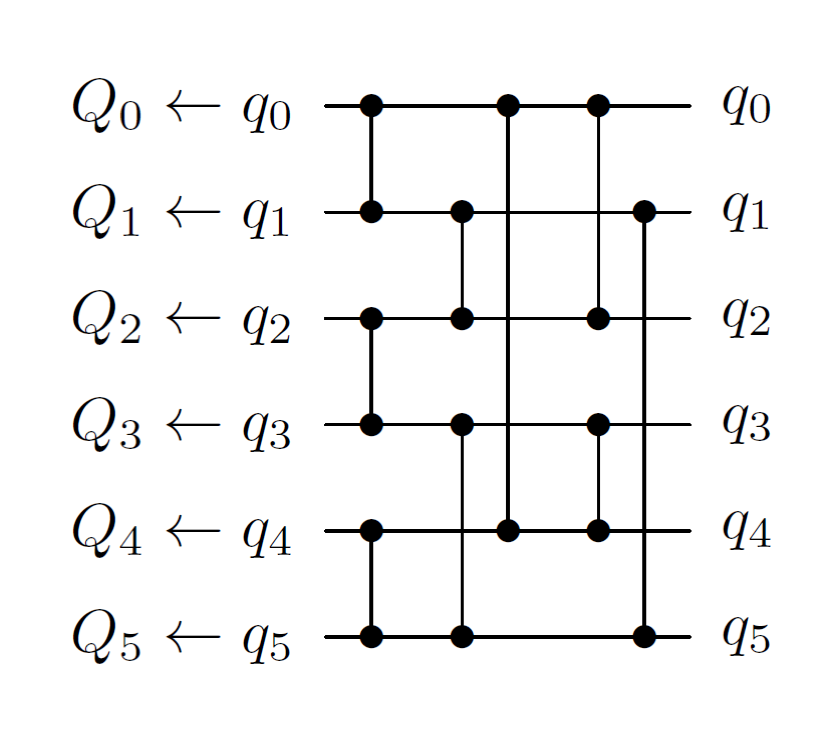 Q₀ ← q₀ q₀
Q₁ ← q₁ q₁
Q₂ ← q₂ q₂
Q₃ ← q₃ q₃
Q₄ ← q₄ q₄
Q₅ ← q₅ q₅